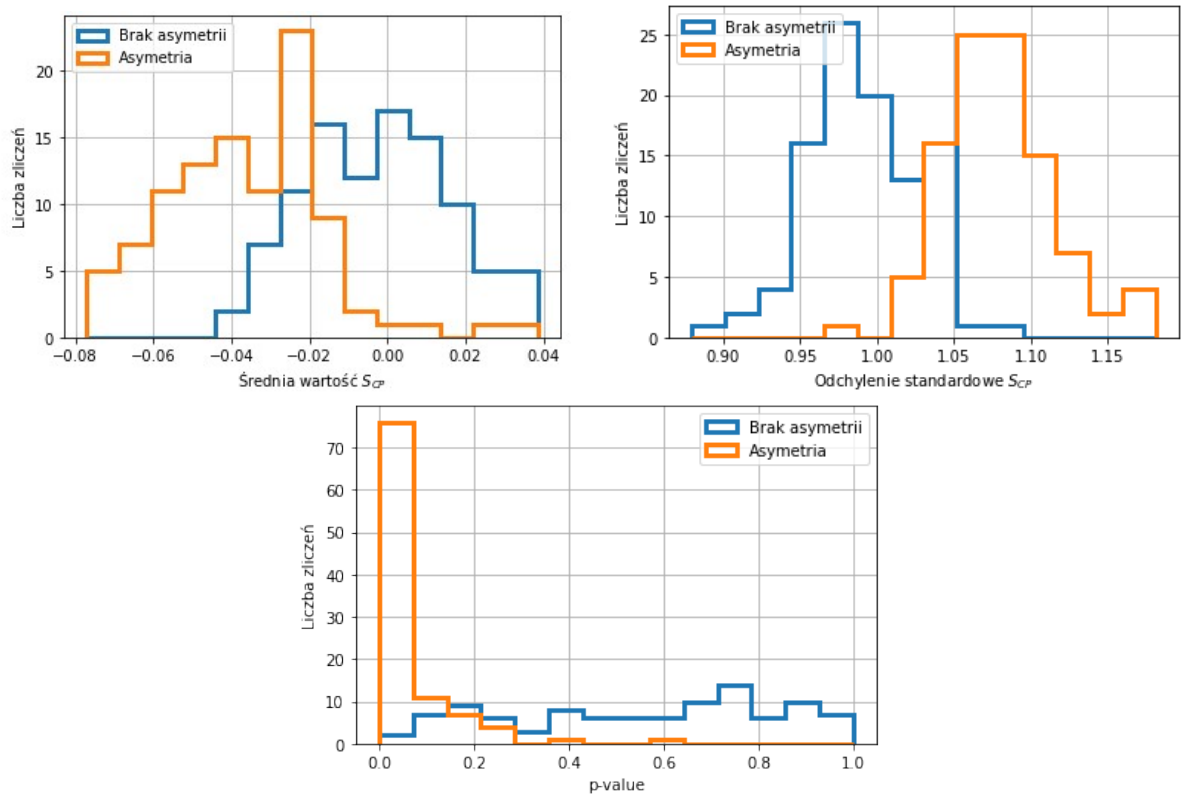 Brak asymetrii
Asymetria
20
15
10
5
0
Liczba zliczeń
−0.08 −0.06 −0.04 −0.02 0.00 0.02 0.04
Średnia wartość S_CP
Brak asymetrii
Asymetria
25
20
15
10
5
0
Liczba zliczeń
0.90 0.95 1.00 1.05 1.10 1.15
Odchylenie standardowe S_CP
Brak asymetrii
Asymetria
70
60
50
40
30
20
10
0
Liczba zliczeń
0.0 0.2 0.4 0.6 0.8 1.0
p-value